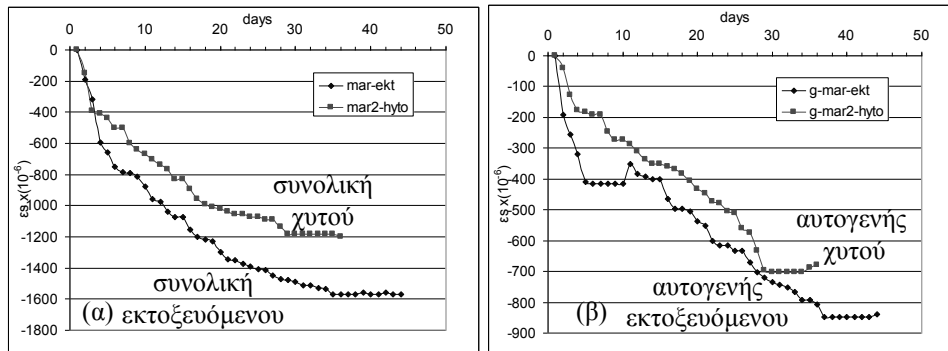 days
0 10 20 30 40 50
0
-200
-400
-600
-800
-1000
-1200
-1400
-1600
-1800
εs x(10⁻⁶)
mar-ekt
mar2-hyto
συνολική
χυτού
συνολική
(α) εκτοξευόμενου
days
0 10 20 30 40 50
0
-100
-200
-300
-400
-500
-600
-700
-800
-900
εs x(10⁻⁶)
g-mar-ekt
g-mar2-hyto
αυτογενής
χυτού
αυτογενής
(β) εκτοξευόμενου